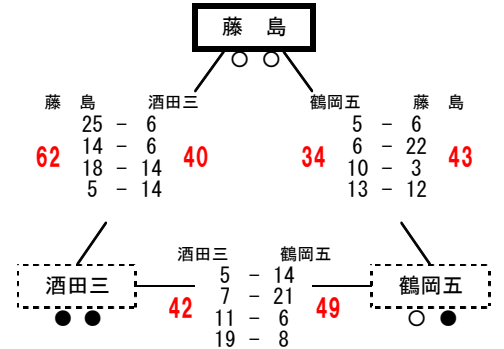 藤 島
○ ○
藤 島 酒田三 鶴岡五 藤 島
25 - 6 5 - 6
62 14 - 6 40 34 6 - 22 43
18 - 14 10 - 3
5 - 14 13 - 12
酒田三 鶴岡五
酒田三 5 - 14 鶴岡五
42 7 - 21 49
●● 11 - 6 ○ ●
19 - 8